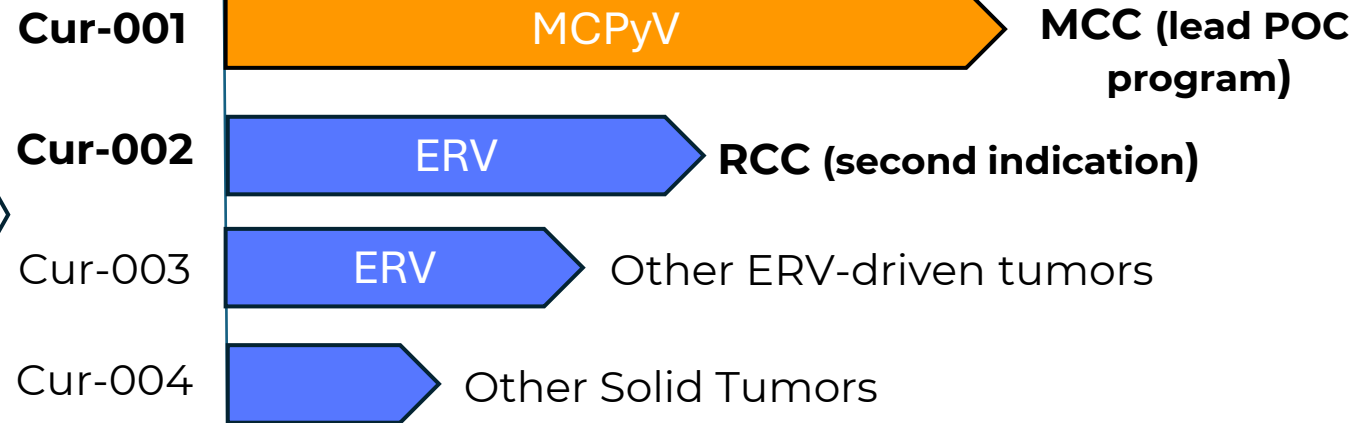 Cur-001 MCPyV MCC (lead POC
program)
Cur-002 ERV RCC (second indication)
Cur-003 ERV Other ERV-driven tumors
Cur-004 Other Solid Tumors